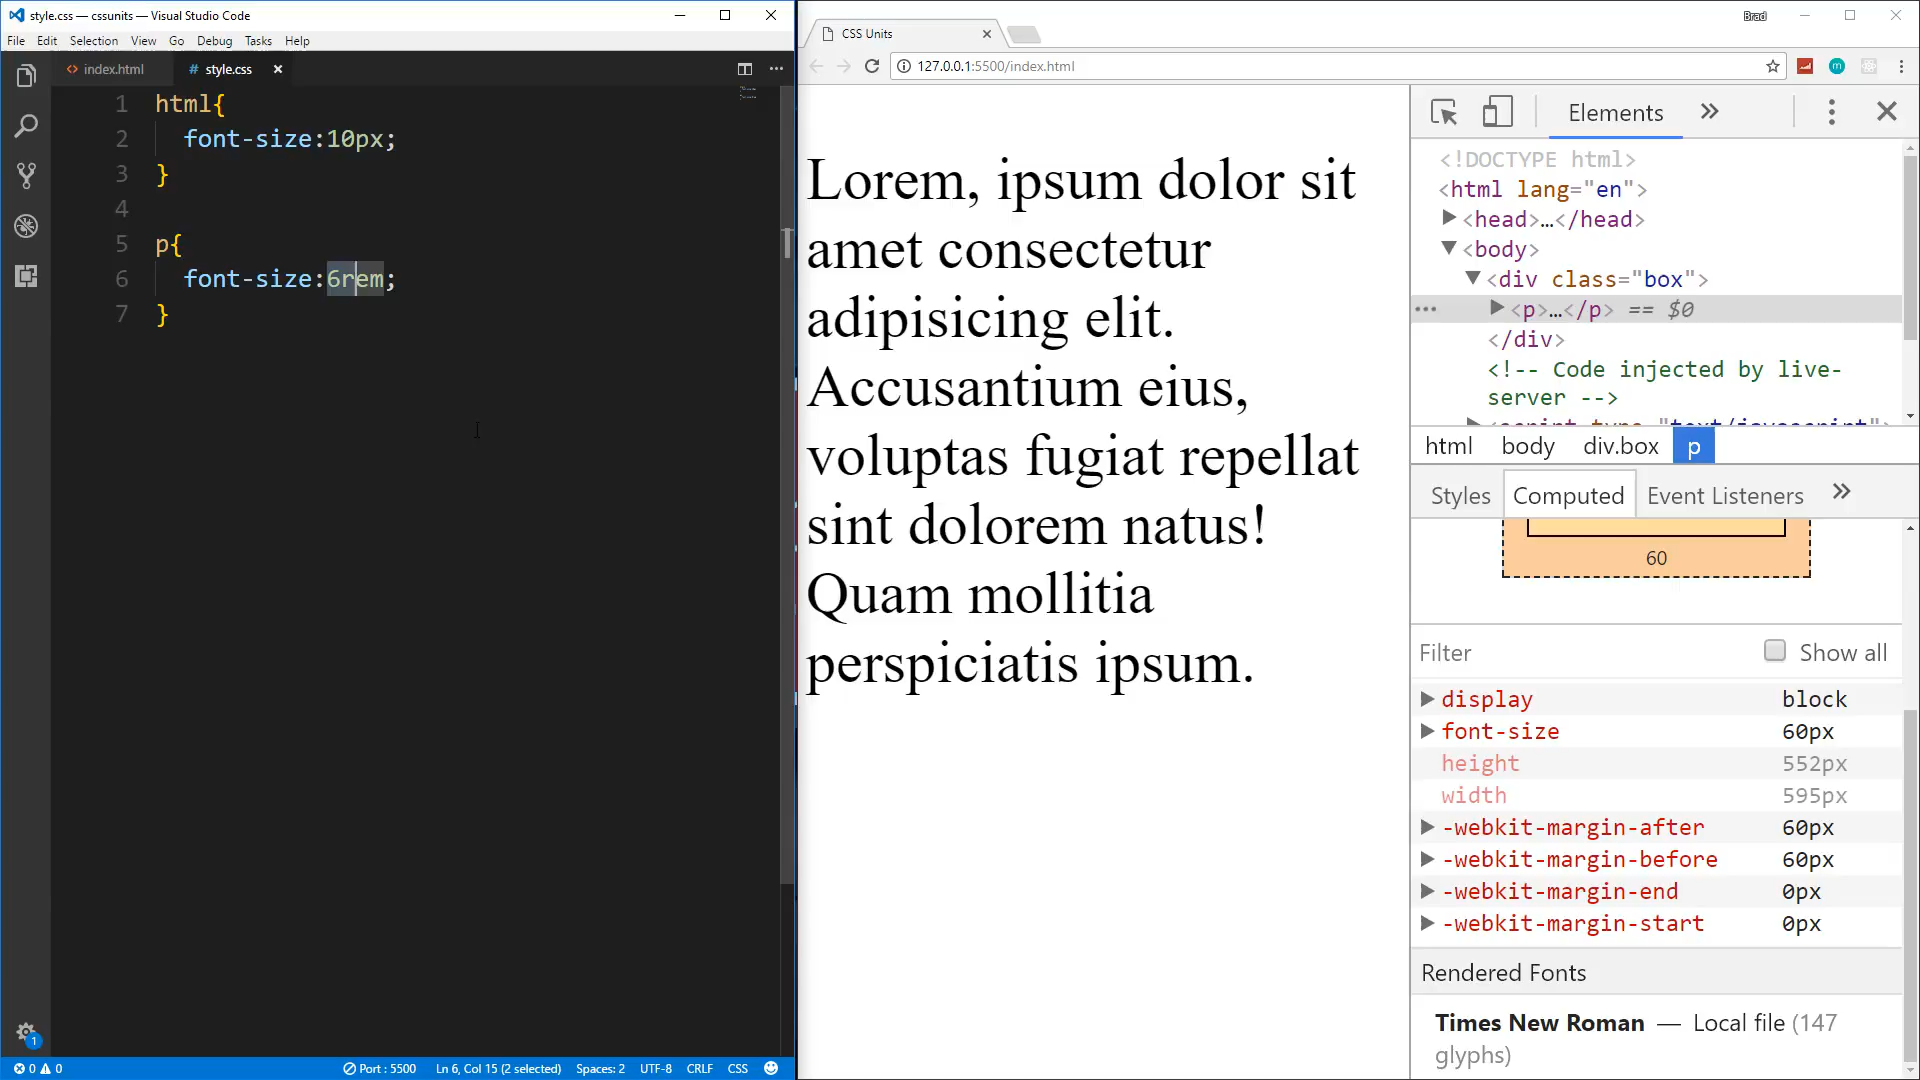 style.css — cssunits — Visual Studio Code
File Edit Selection View Go Debug Tasks Help
<> index.html
# style.css ×
1 html{
2 font-size:10px;
3 }
4
5 p{
6 font-size:6rem;
7 }
1
0 0
Port : 5500
Ln 6, Col 15 (2 selected)
Spaces: 2
UTF-8
CRLF
CSS
Brad
CSS Units
127.0.0.1:5500/index.html
m
Lorem, ipsum dolor sit
amet consectetur
adipisicing elit.
Accusantium eius,
voluptas fugiat repellat
sint dolorem natus!
Quam mollitia
perspiciatis ipsum.
Elements »
<!DOCTYPE html>
<html lang="en">
<head>…</head>
<body>
<div class="box">
<p>…</p> == $0
</div>
<!-- Code injected by live-
server -->
<script type="text/javascript">
html body div.box p
Styles Computed Event Listeners »
60
Filter Show all
display block
font-size 60px
height 552px
width 595px
-webkit-margin-after 60px
-webkit-margin-before 60px
-webkit-margin-end 0px
-webkit-margin-start 0px
Rendered Fonts
Times New Roman — Local file (147
glyphs)